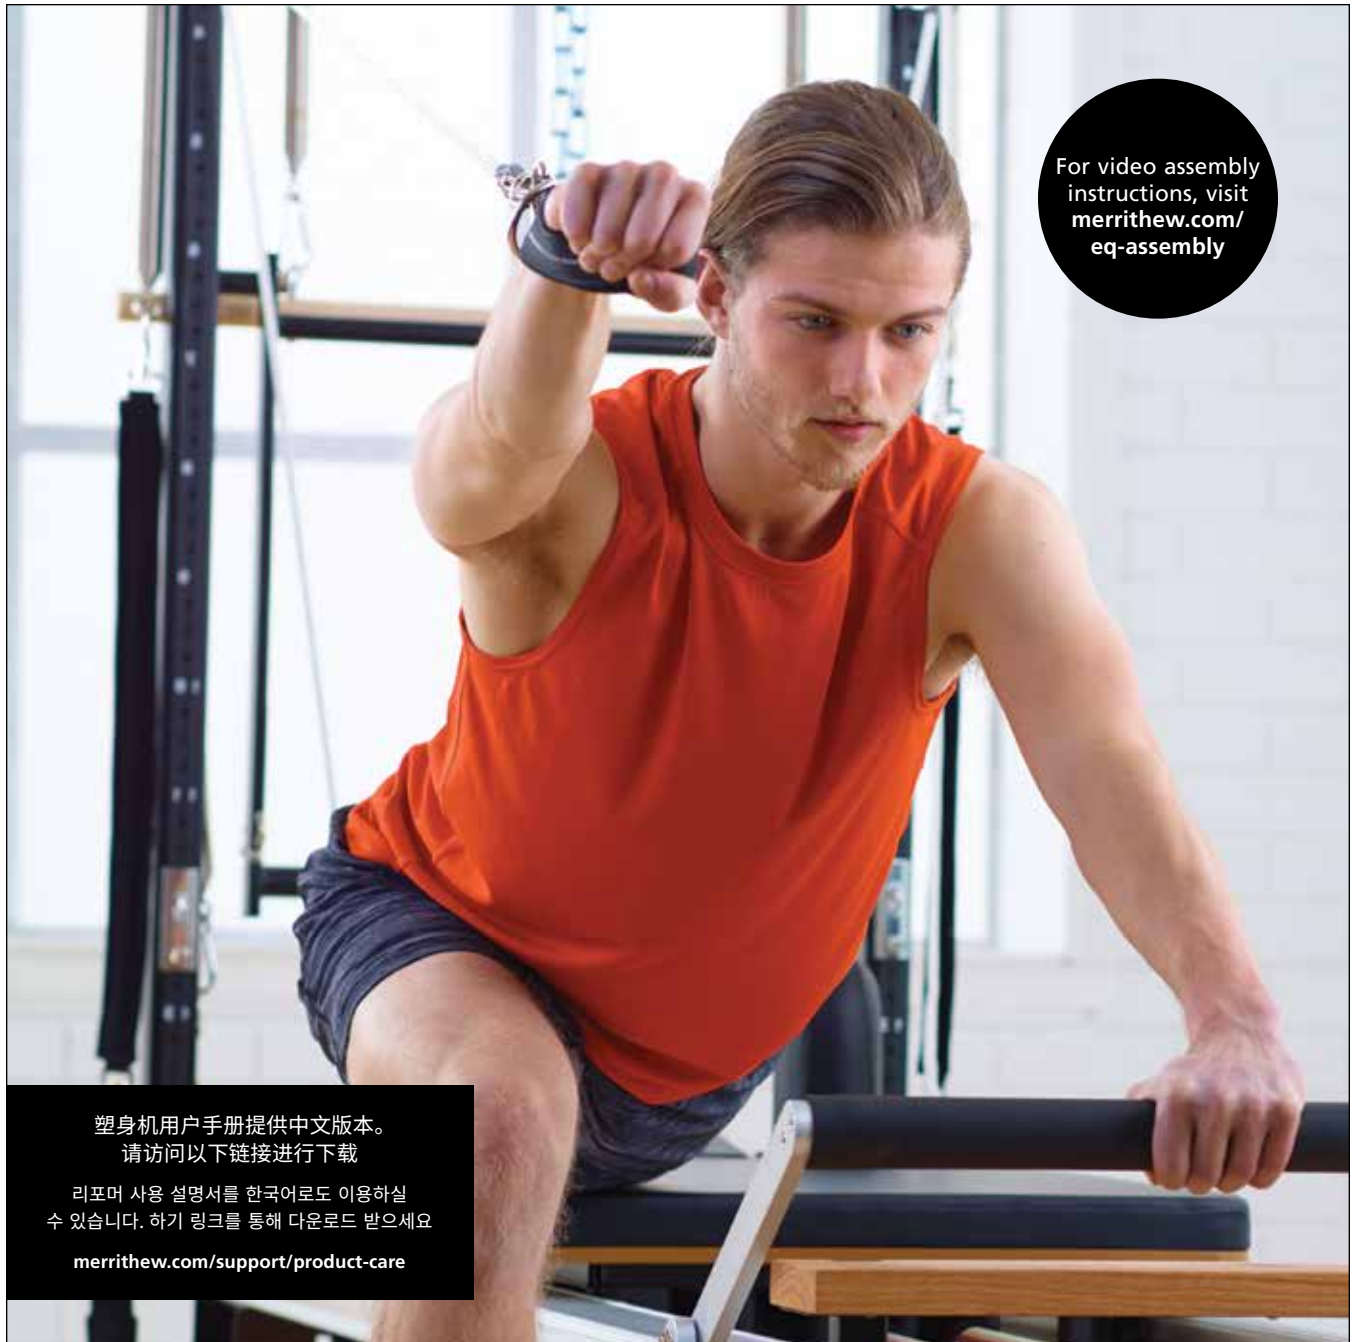 For video assembly
instructions, visit
merrithew.com/
eq-assembly
塑身机用户手册提供中文版本。
请访问以下链接进行下载
리포머 사용 설명서를 한국어로도 이용하실
수 있습니다. 하기 링크를 통해 다운로드 받으세요
merrithew.com/support/product-care